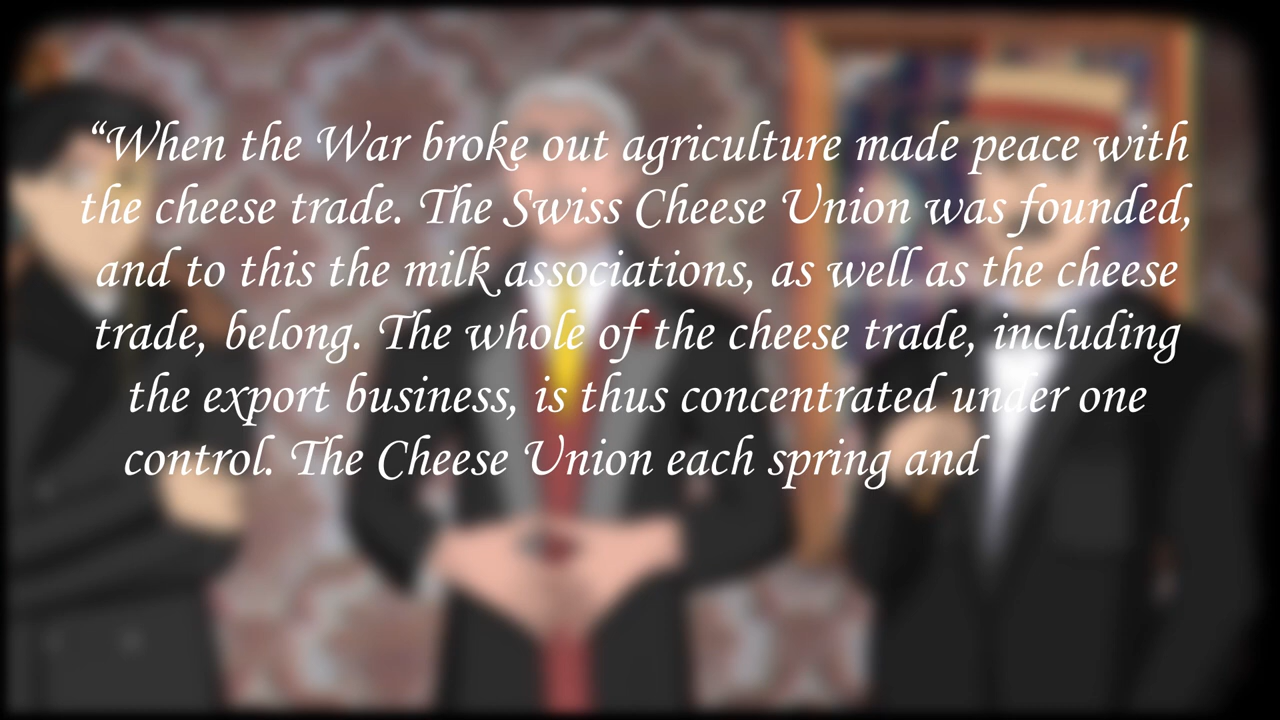 “When the War broke out agriculture made peace with
the cheese trade. The Swiss Cheese Union was founded,
and to this the milk associations, as well as the cheese
trade, belong. The whole of the cheese trade, including
the export business, is thus concentrated under one
control. The Cheese Union each spring and